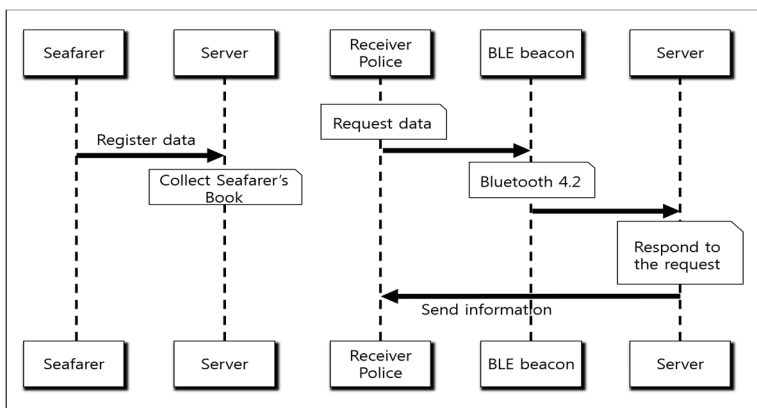 Seafarer
Server
Receiver
Police
BLE beacon
Server
Request data
Register data
Collect Seafarer's
Book
Bluetooth 4.2
Respond to
the request
Send information
Seafarer
Server
Receiver
Police
BLE beacon
Server